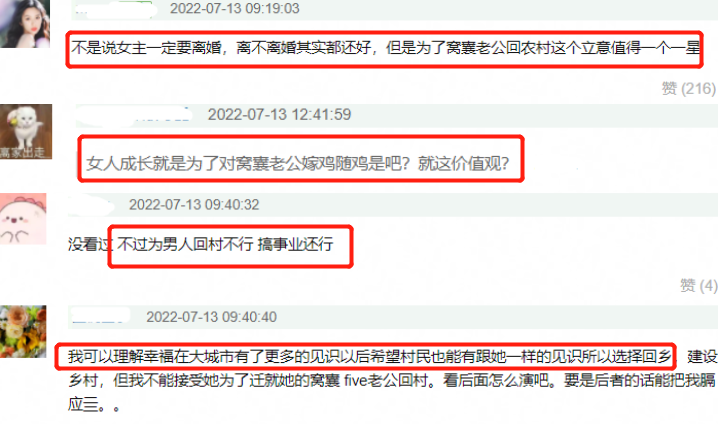 2022-07-13 09:19:03
不是说女主一定要离婚，离不离婚其实都还好，但是为了窝囊老公回农村这个立意值得一个一星
赞 (216)
2022-07-13 12:41:59
离家出走
女人成长就是为了对窝囊老公嫁鸡随鸡是吧？就这价值观？
2022-07-13 09:40:32
没看过 不过为男人回村不行 搞事业还行
赞 (4)
2022-07-13 09:40:40
我可以理解幸福在大城市有了更多的见识以后希望村民也能有跟她一样的见识所以选择回乡，建设
乡村，但我不能接受她为了迁就她的窝囊 five老公回村。看后面怎么演吧。要是后者的话能把我膈
应亖。。